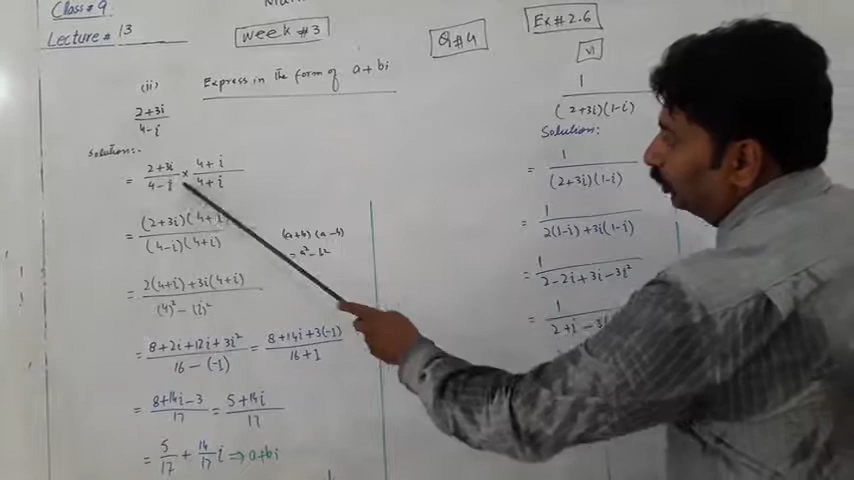 Class # 9
Lecture # 13
Week #3
Q#4
Ex#2.6
Express in the form of a+bi
(ii)
2+3i / 4-i
Solution:-
= 2+3i / 4-i × 4+i / 4+i
= (2+3i)(4+i / (4-i)(4+i)
(a+b)(a-b)
= a²-b²
= 2(4+i)+3i(4+i) / (4)² - (i)²
= 8+2i+12i+3i² / 16-(-1) = 8+14i+3(-1) / 16+1
= 8+14i-3 / 17 = 5+14i / 17
= 5/17 + 14/17 i ⇒ a+bi
vi
1 / (2+3i)(1-i)
Solution:
= 1 / (2+3i)(1-i)
= 1 / 2(1-i)+3i(1-i)
= 1 / 2-2i+3i-3i²
= 1 / 2+i-3(